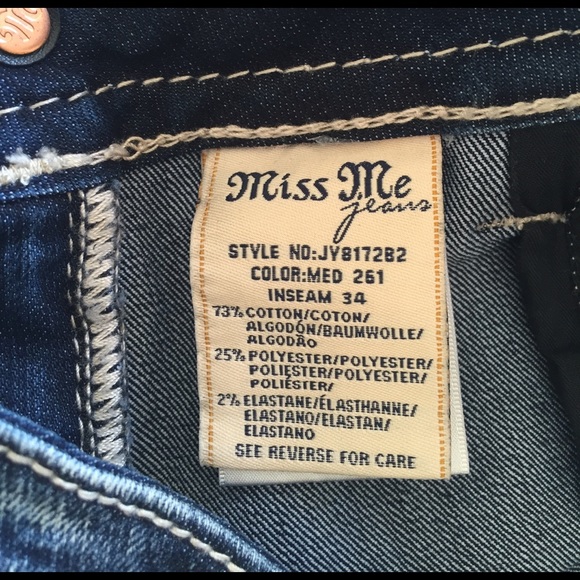 Miss Me
jeans
STYLE NO:JY8172B2
COLOR:MED 261
INSEAM 34
73% COTTON/COTON/
ALGODÓN/BAUMWOLLE/
ALGODÃO
25% POLYESTER/POLYESTER/
POLIÉSTER/POLYESTER/
POLIÉSTER/
2% ELASTANE/ÉLASTHANNE/
ELASTANO/ELASTAN/
ELASTANO
SEE REVERSE FOR CARE